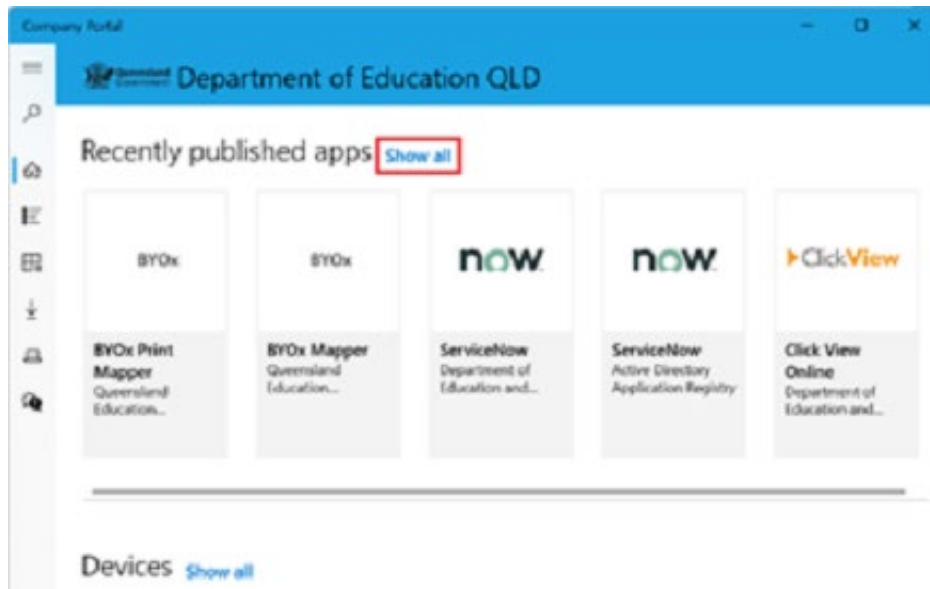 Company Portal
Queensland
Government
Department of Education QLD
Recently published apps Show all
BYOx
BYOx
now
now
ClickView
BYOx Print
Mapper
Queensland
Education...
BYOx Mapper
Queensland
Education...
ServiceNow
Department of
Education and...
ServiceNow
Active Directory
Application Registry
Click View
Online
Department of
Education and...
Devices Show all